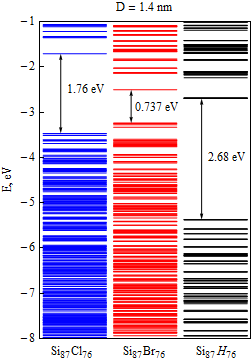 D = 1.4 nm
−1
−2
−3
−4
−5
−6
−7
−8
E, eV
1.76 eV
0.737 eV
2.68 eV
Si87Cl76
Si87Br76
Si87H76